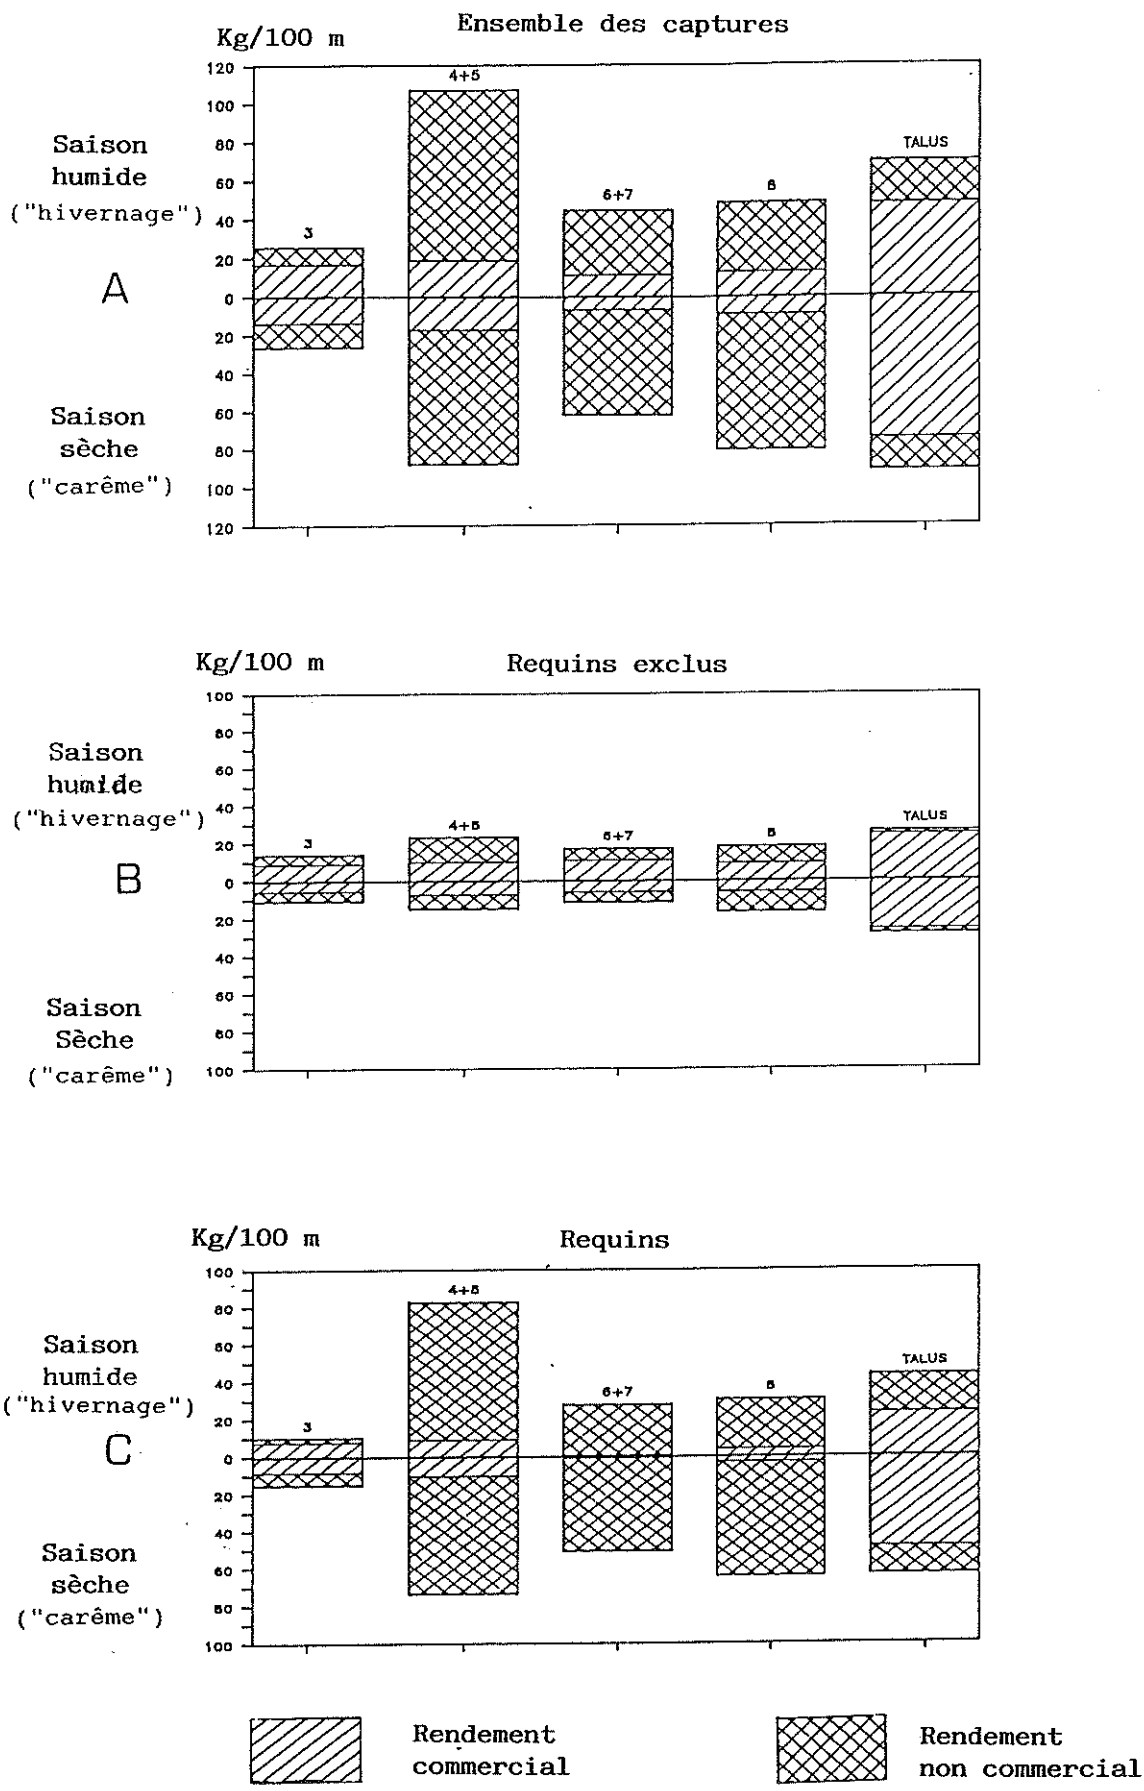 Ensemble des captures
Kg/100 m
120
100
80
60
40
20
0
20
40
60
80
100
120
Saison
humide
("hivernage")
A
Saison
sèche
("carême")
3
4+5
6+7
8
TALUS
Kg/100 m
Requins exclus
100
80
60
40
20
0
20
40
60
80
100
Saison
humide
("hivernage")
B
Saison
Sèche
("carême")
3
4+5
6+7
8
TALUS
Kg/100 m
Requins
100
80
60
40
20
0
20
40
60
80
100
Saison
humide
("hivernage")
C
Saison
sèche
("carême")
3
4+5
6+7
8
TALUS
Rendement
commercial
Rendement
non commercial